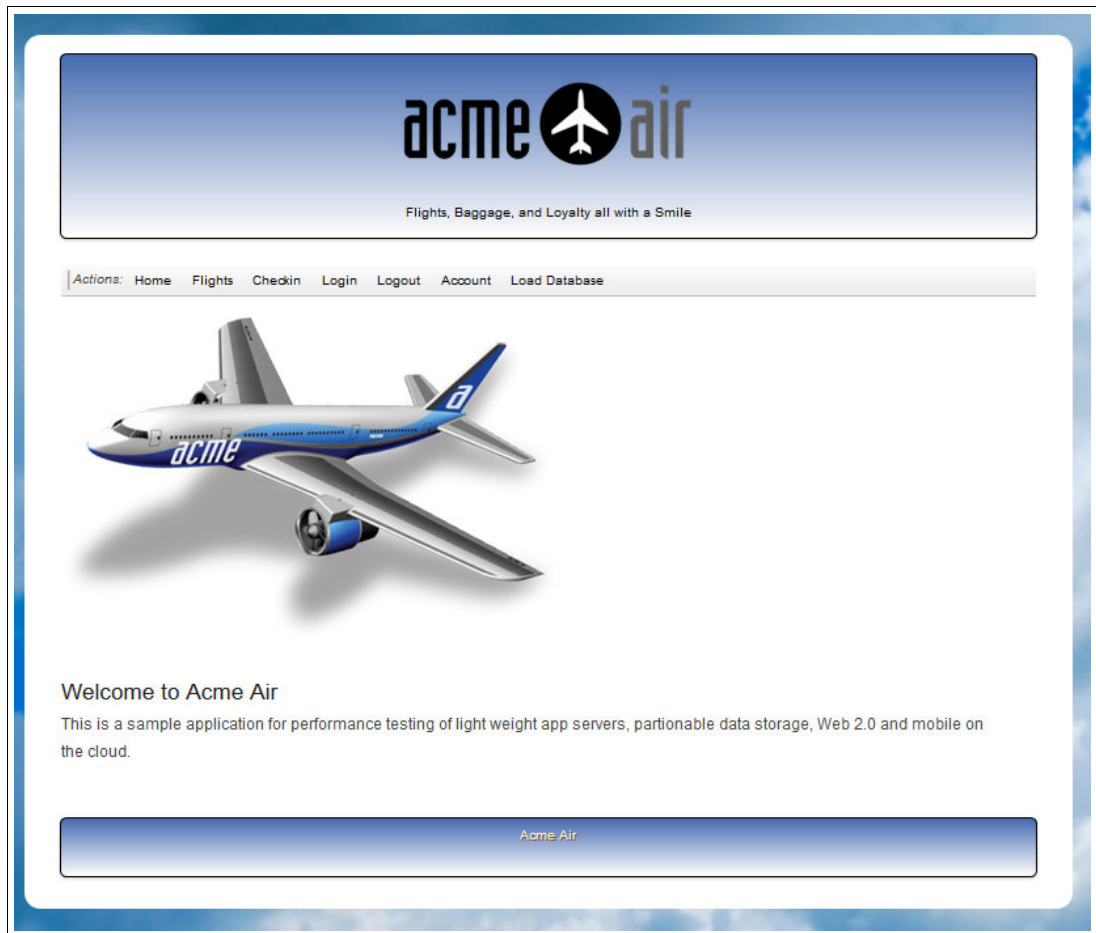 acme air
Flights, Baggage, and Loyalty all with a Smile
Actions: Home Flights Checkin Login Logout Account Load Database
a
acme
Welcome to Acme Air
This is a sample application for performance testing of light weight app servers, partionable data storage, Web 2.0 and mobile on
the cloud.
Acme Air